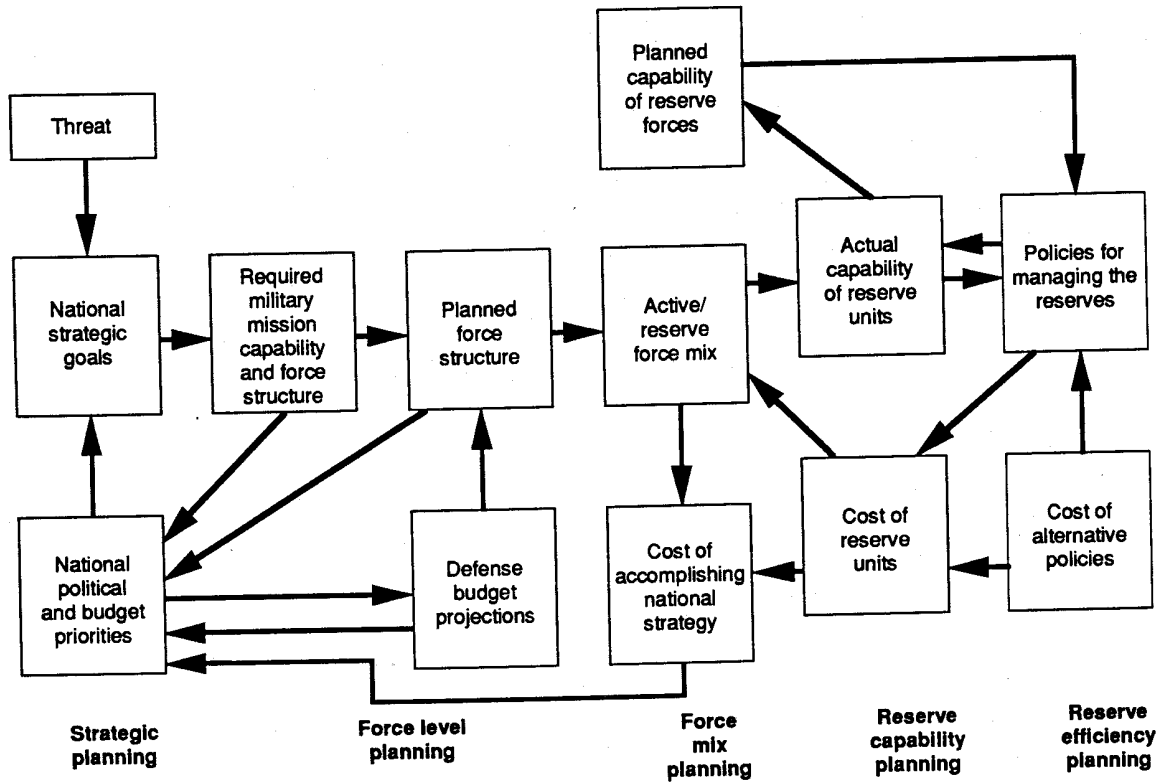 Planned
capability
of reserve
forces
Threat
National
strategic
goals
Required
military
mission
capability
and force
structure
Planned
force
structure
Active/
reserve
force mix
Actual
capability
of reserve
units
Policies for
managing the
reserves
National
political
and budget
priorities
Defense
budget
projections
Cost of
accomplishing
national
strategy
Cost of
reserve
units
Cost of
alternative
policies
Strategic
planning
Force level
planning
Force
mix
planning
Reserve
capability
planning
Reserve
efficiency
planning